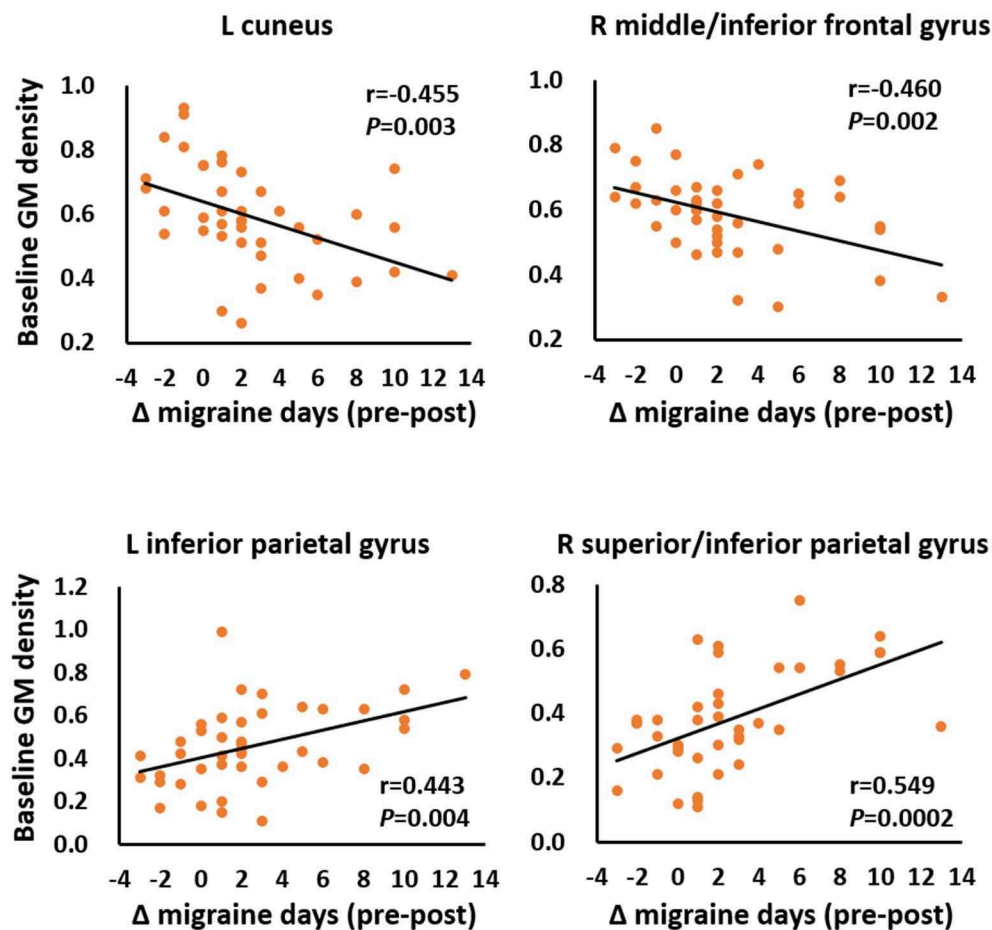 L cuneus
Baseline GM density
1.0
0.8
0.6
0.4
0.2
r=-0.455
P=0.003
-4 -2 0 2 4 6 8 10 12 14
Δ migraine days (pre-post)
R middle/inferior frontal gyrus
1.0
0.8
0.6
0.4
0.2
r=-0.460
P=0.002
-4 -2 0 2 4 6 8 10 12 14
Δ migraine days (pre-post)
L inferior parietal gyrus
Baseline GM density
1.2
1.0
0.8
0.6
0.4
0.2
0.0
r=0.443
P=0.004
-4 -2 0 2 4 6 8 10 12 14
Δ migraine days (pre-post)
R superior/inferior parietal gyrus
0.8
0.6
0.4
0.2
0.0
r=0.549
P=0.0002
-4 -2 0 2 4 6 8 10 12 14
Δ migraine days (pre-post)